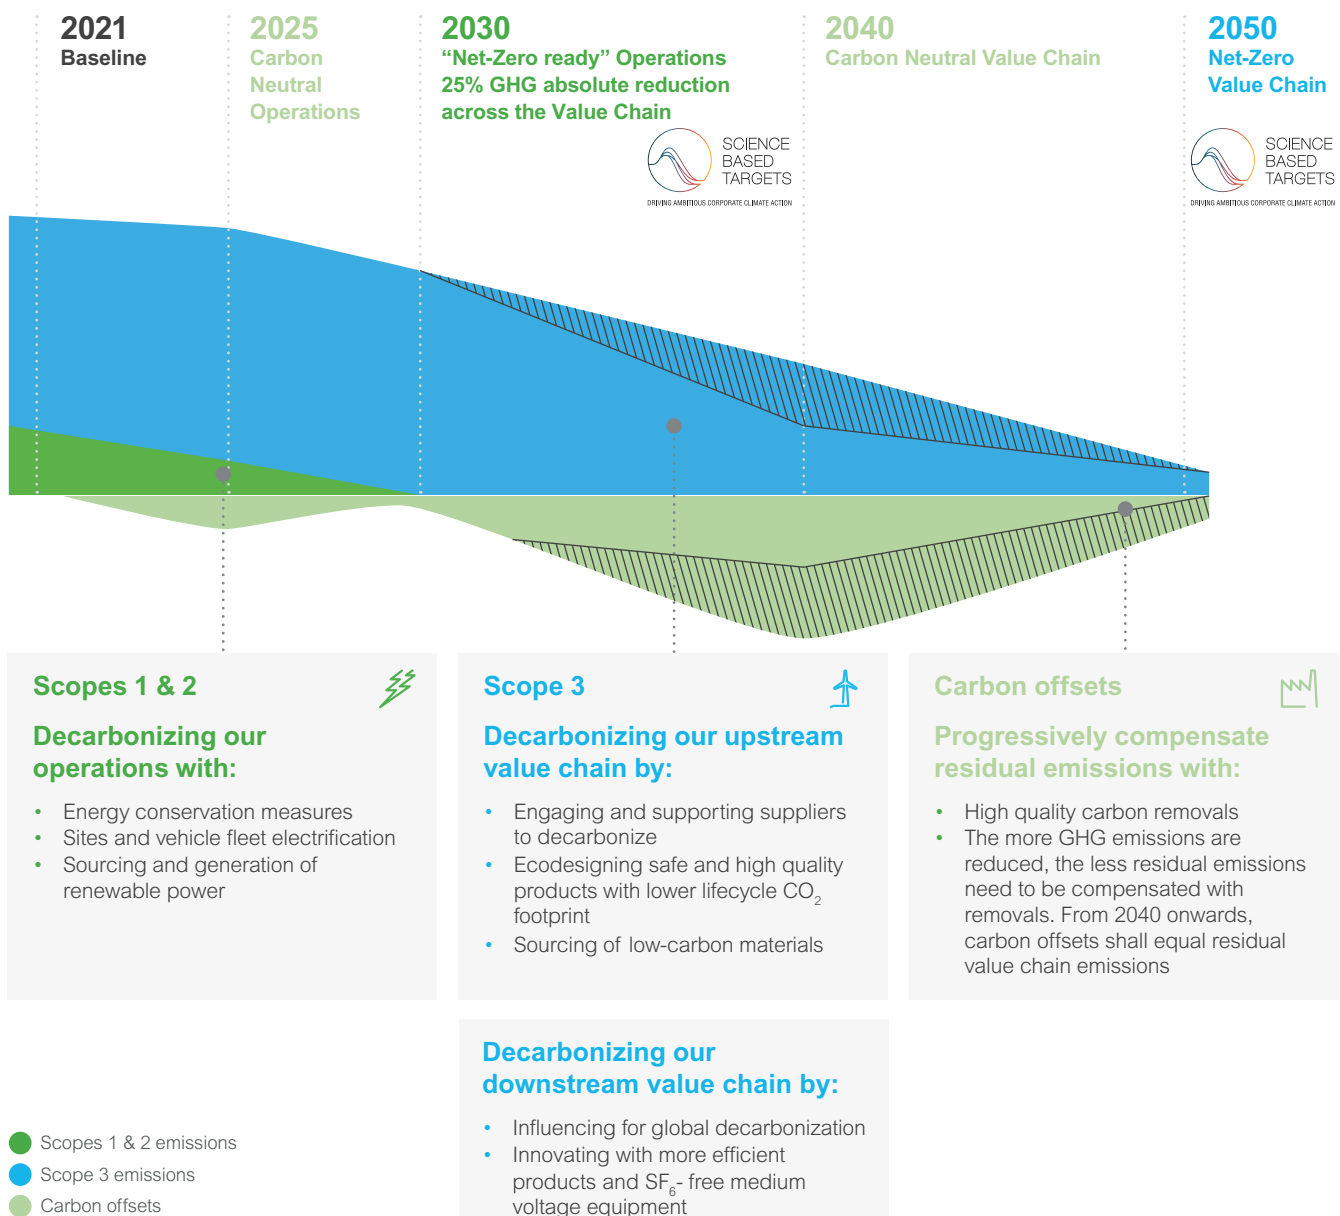 2021
Baseline
2025
Carbon
Neutral
Operations
2030
“Net-Zero ready” Operations
25% GHG absolute reduction
across the Value Chain
SCIENCE
BASED
TARGETS
DRIVING AMBITIOUS CORPORATE CLIMATE ACTION
2040
Carbon Neutral Value Chain
2050
Net-Zero
Value Chain
SCIENCE
BASED
TARGETS
DRIVING AMBITIOUS CORPORATE CLIMATE ACTION
Scopes 1 & 2
Decarbonizing our
operations with:
• Energy conservation measures
• Sites and vehicle fleet electrification
• Sourcing and generation of
renewable power
Scope 3
Decarbonizing our upstream
value chain by:
• Engaging and supporting suppliers
to decarbonize
• Ecodesigning safe and high quality
products with lower lifecycle CO₂
footprint
• Sourcing of low-carbon materials
Carbon offsets
Progressively compensate
residual emissions with:
• High quality carbon removals
• The more GHG emissions are
reduced, the less residual emissions
need to be compensated with
removals. From 2040 onwards,
carbon offsets shall equal residual
value chain emissions
Decarbonizing our
downstream value chain by:
• Influencing for global decarbonization
• Innovating with more efficient
products and SF₆- free medium
voltage equipment
Scopes 1 & 2 emissions
Scope 3 emissions
Carbon offsets